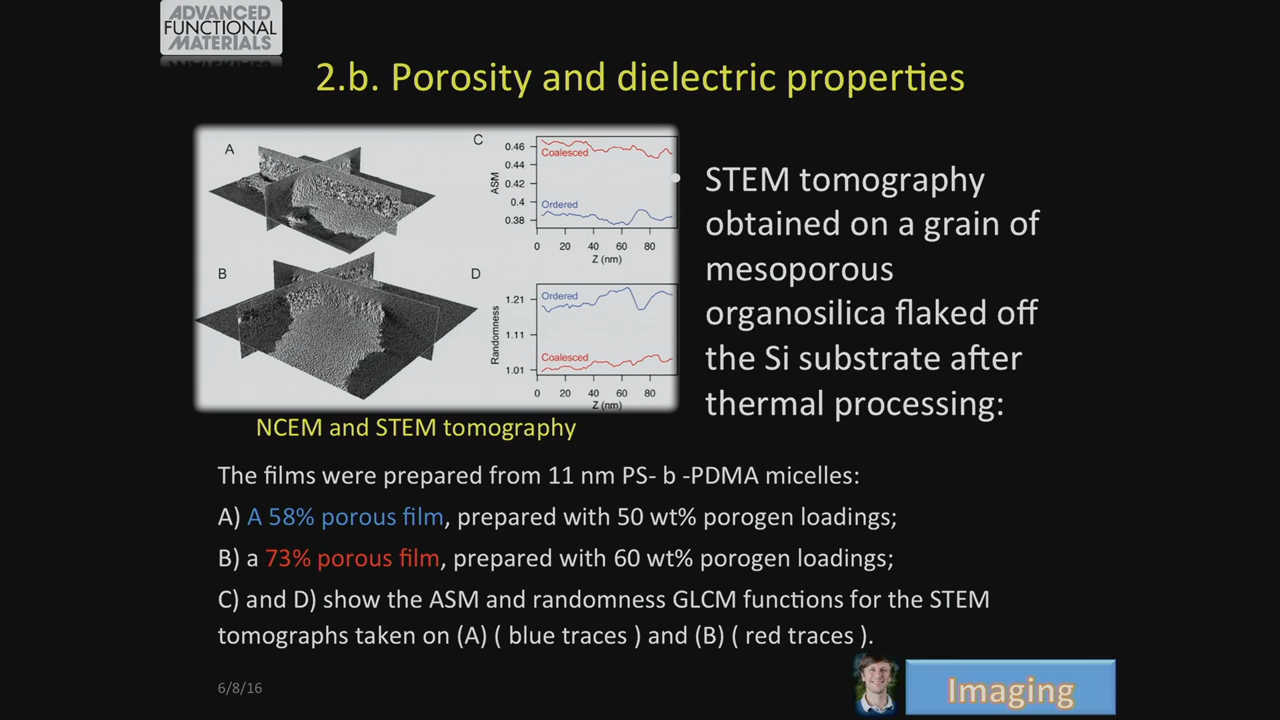 ADVANCED
FUNCTIONAL
MATERIALS
2.b. Porosity and dielectric properties
A
B
C
ASM
0.46
0.44
0.42
0.4
0.38
Coalesced
Ordered
0 20 40 60 80
Z (nm)
D
Randomness
1.21
1.11
1.01
Ordered
Coalesced
0 20 40 60 80
Z (nm)
NCEM and STEM tomography
• STEM tomography
obtained on a grain of
mesoporous
organosilica flaked off
the Si substrate after
thermal processing:
The films were prepared from 11 nm PS- b -PDMA micelles:
A) A 58% porous film, prepared with 50 wt% porogen loadings;
B) a 73% porous film, prepared with 60 wt% porogen loadings;
C) and D) show the ASM and randomness GLCM functions for the STEM
tomographs taken on (A) ( blue traces ) and (B) ( red traces ).
6/8/16
Imaging